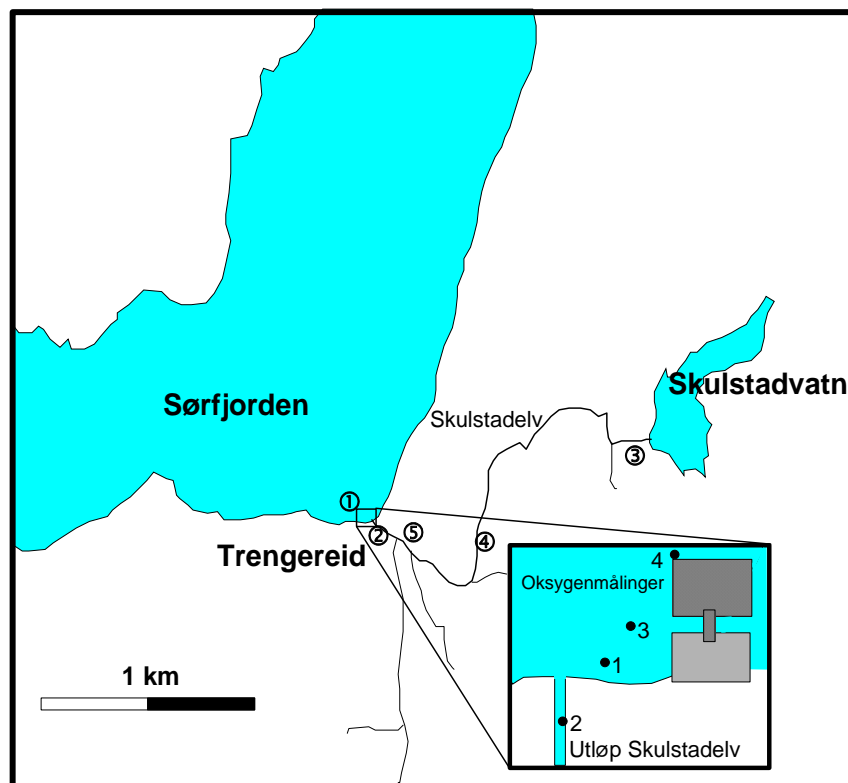 Skulstadvatn
Sørfjorden
Skulstadelv
③
①
② ⑤ ④
Trengereid
4
Oksygenmålinger
3
1
1 km
2
Utløp Skulstadelv